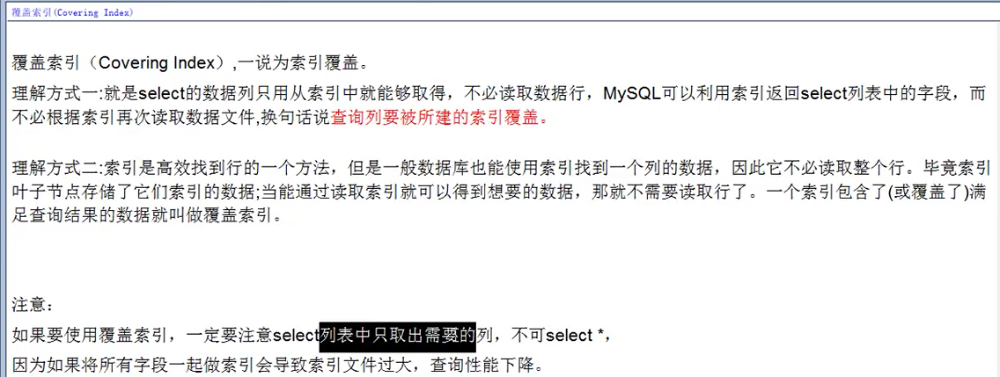 覆盖索引(Covering Index)
覆盖索引（Covering Index）,一说为索引覆盖。
理解方式一:就是select的数据列只用从索引中就能够取得，不必读取数据行，MySQL可以利用索引返回select列表中的字段，而
不必根据索引再次读取数据文件,换句话说查询列要被所建的索引覆盖。
理解方式二:索引是高效找到行的一个方法，但是一般数据库也能使用索引找到一个列的数据，因此它不必读取整个行。毕竟索引
叶子节点存储了它们索引的数据;当能通过读取索引就可以得到想要的数据，那就不需要读取行了。一个索引包含了(或覆盖了)满
足查询结果的数据就叫做覆盖索引。
注意：
如果要使用覆盖索引，一定要注意select列表中只取出需要的列，不可select *，
因为如果将所有字段一起做索引会导致索引文件过大，查询性能下降。